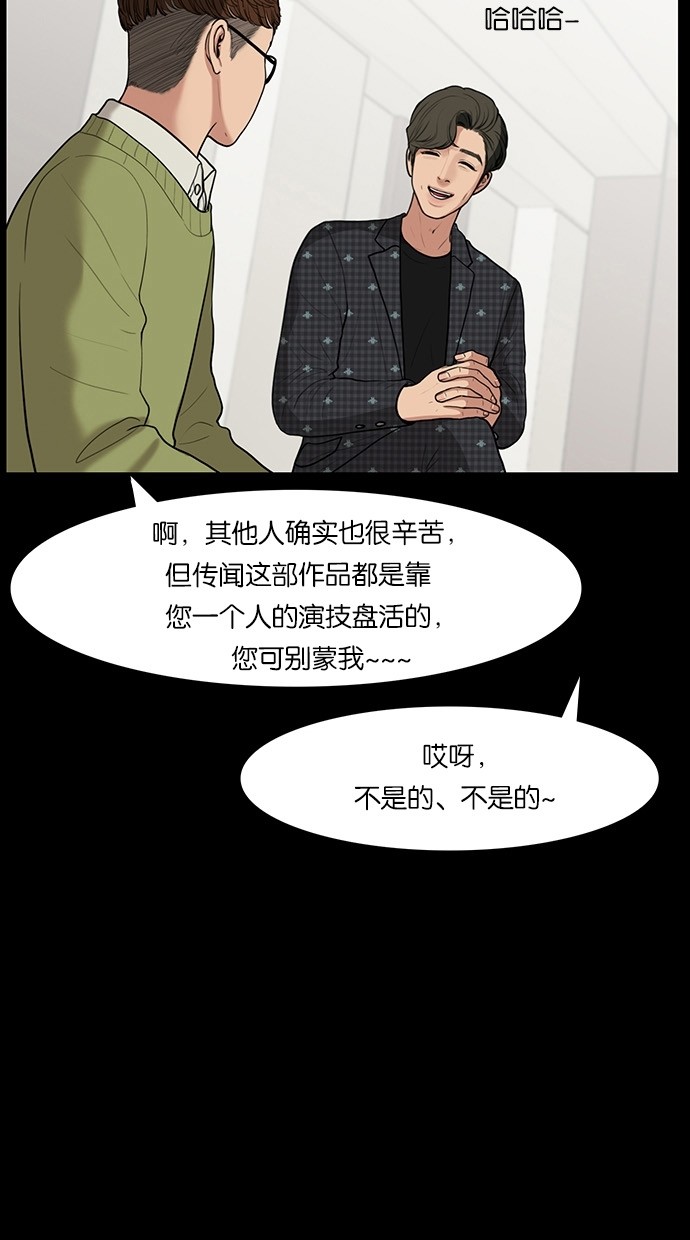 哈哈哈~
啊，其他人确实也很辛苦，
但传闻这部作品都是靠
您一个人的演技盘活的，
您可别蒙我~~~
哎呀，
不是的、不是的~